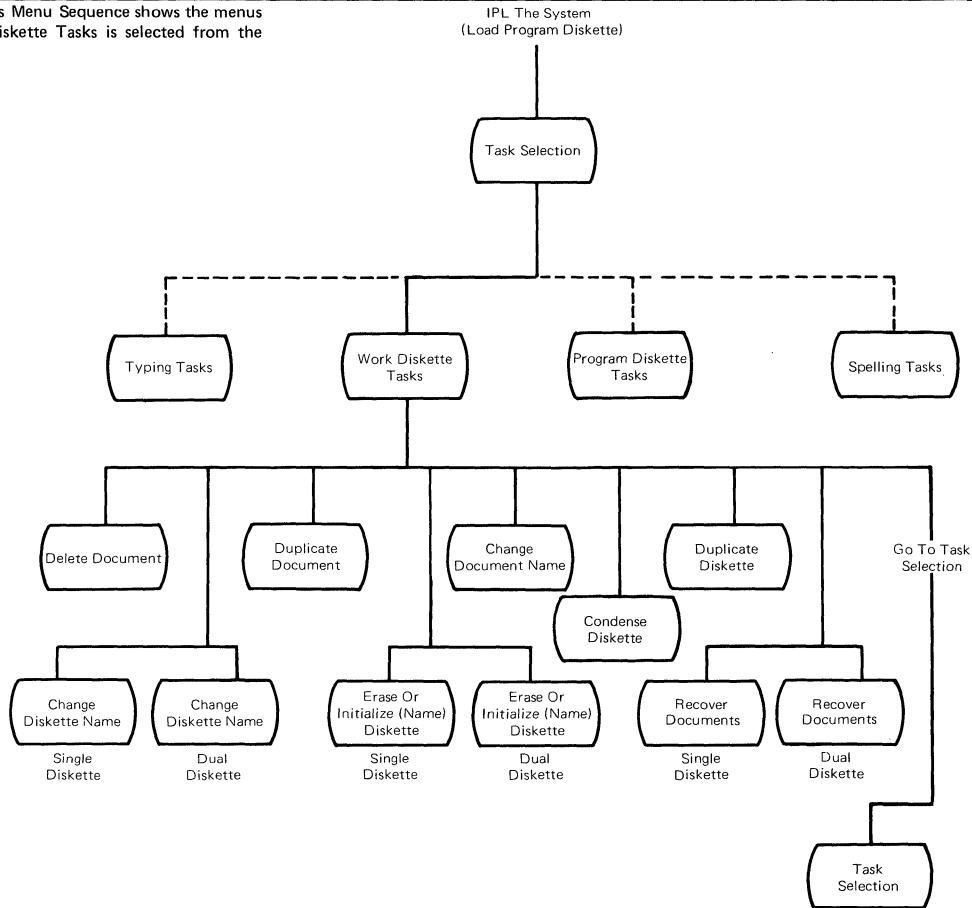 s Menu Sequence shows the menus
iskette Tasks is selected from the
IPL The System
(Load Program Diskette)
Task Selection
Typing Tasks
Work Diskette
Tasks
Program Diskette
Tasks
Spelling Tasks
Delete Document
Duplicate
Document
Change
Document Name
Duplicate
Diskette
Go To Task
Selection
Condense
Diskette
Change
Diskette Name
Single
Diskette
Change
Diskette Name
Dual
Diskette
Erase Or
Initialize (Name)
Diskette
Single
Diskette
Erase Or
Initialize (Name)
Diskette
Dual
Diskette
Recover
Documents
Single
Diskette
Recover
Documents
Dual
Diskette
Task
Selection